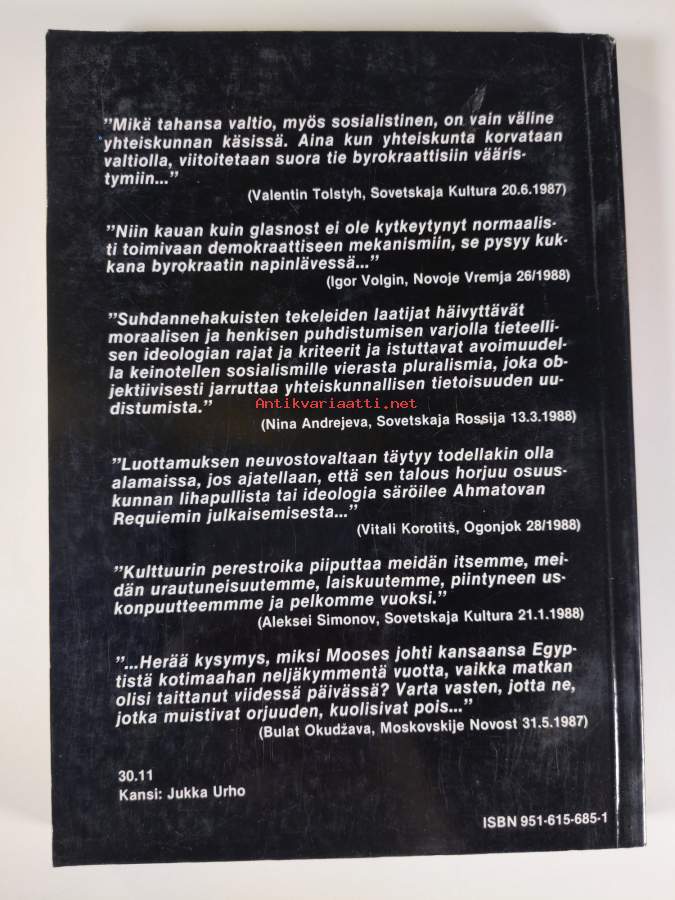 ”Mikä tahansa valtio, myös sosialistinen, on vain väline
yhteiskunnan käsissä. Aina kun yhteiskunta korvataan
valtiolla, viitoitetaan suora tie byrokraattisiin vääris-
tymiin...”
(Valentin Tolstyh, Sovetskaja Kultura 20.6.1987)
”Niin kauan kuin glasnost ei ole kytkeytynyt normaalis-
ti toimivaan demokraattiseen mekanismiin, se pysyy kuk-
kana byrokraatin napinlävessä...”
(Igor Volgin, Novoje Vremja 26/1988)
”Suhdannehakuisten tekeleiden laatijat häivyttävät
moraalisen ja henkisen puhdistumisen varjolla tieteelli-
sen ideologian rajat ja kriteerit ja istuttavat avoimuudel-
la keinotellen sosialismille vierasta pluralismia, joka ob-
jektiivisesti jarruttaa yhteiskunnallisen tietoisuuden uu-
distumista.”
Antikvariaatti.net
(Nina Andrejeva, Sovetskaja Rossija 13.3.1988)
”Luottamuksen neuvostovaltaan täytyy todellakin olla
alamaissa, jos ajatellaan, että sen talous horjuu osuus-
kunnan lihapullista tai ideologia säröilee Ahmatovan
Requiemin julkaisemisesta...”
(Vitali Korotitš, Ogonjok 28/1988)
”Kulttuurin perestroika piiputtaa meidän itsemme, mei-
dän urautuneisuutemme, laiskuutemme, piintyneen us-
konpuutteemmme ja pelkomme vuoksi.”
(Aleksei Simonov, Sovetskaja Kultura 21.1.1988)
”...Herää kysymys, miksi Mooses johti kansaansa Egyp-
tistä kotimaahan neljäkymmentä vuotta, vaikka matkan
olisi taittanut viidessä päivässä? Varta vasten, jotta ne,
jotka muistivat orjuuden, kuolisivat pois...”
(Bulat Okudžava, Moskovskije Novost 31.5.1987)
30.11
Kansi: Jukka Urho
ISBN 951-615-685-1